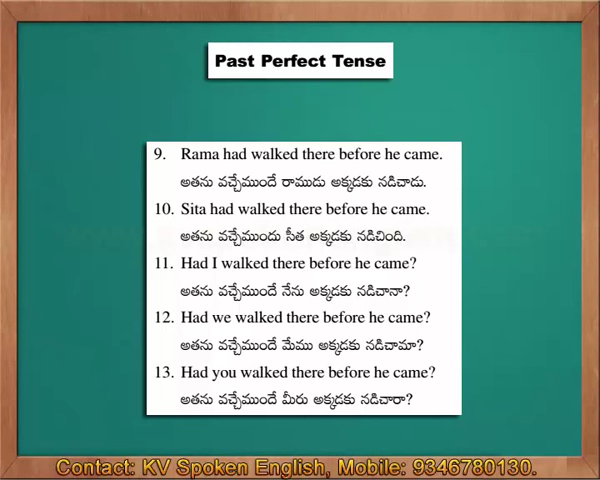 Past Perfect Tense
9. Rama had walked there before he came.
అతను వచ్చేముందే రాముడు అక్కడకు నడిచాడు.
10. Sita had walked there before he came.
అతను వచ్చేముందు సీత అక్కడకు నడిచింది.
11. Had I walked there before he came?
అతను వచ్చేముందే నేను అక్కడకు నడిచానా?
12. Had we walked there before he came?
అతను వచ్చేముందే మేము అక్కడకు నడిచామా?
13. Had you walked there before he came?
అతను వచ్చేముందే మీరు అక్కడకు నడిచారా?
Contact: KV Spoken English, Mobile: 9346780130.